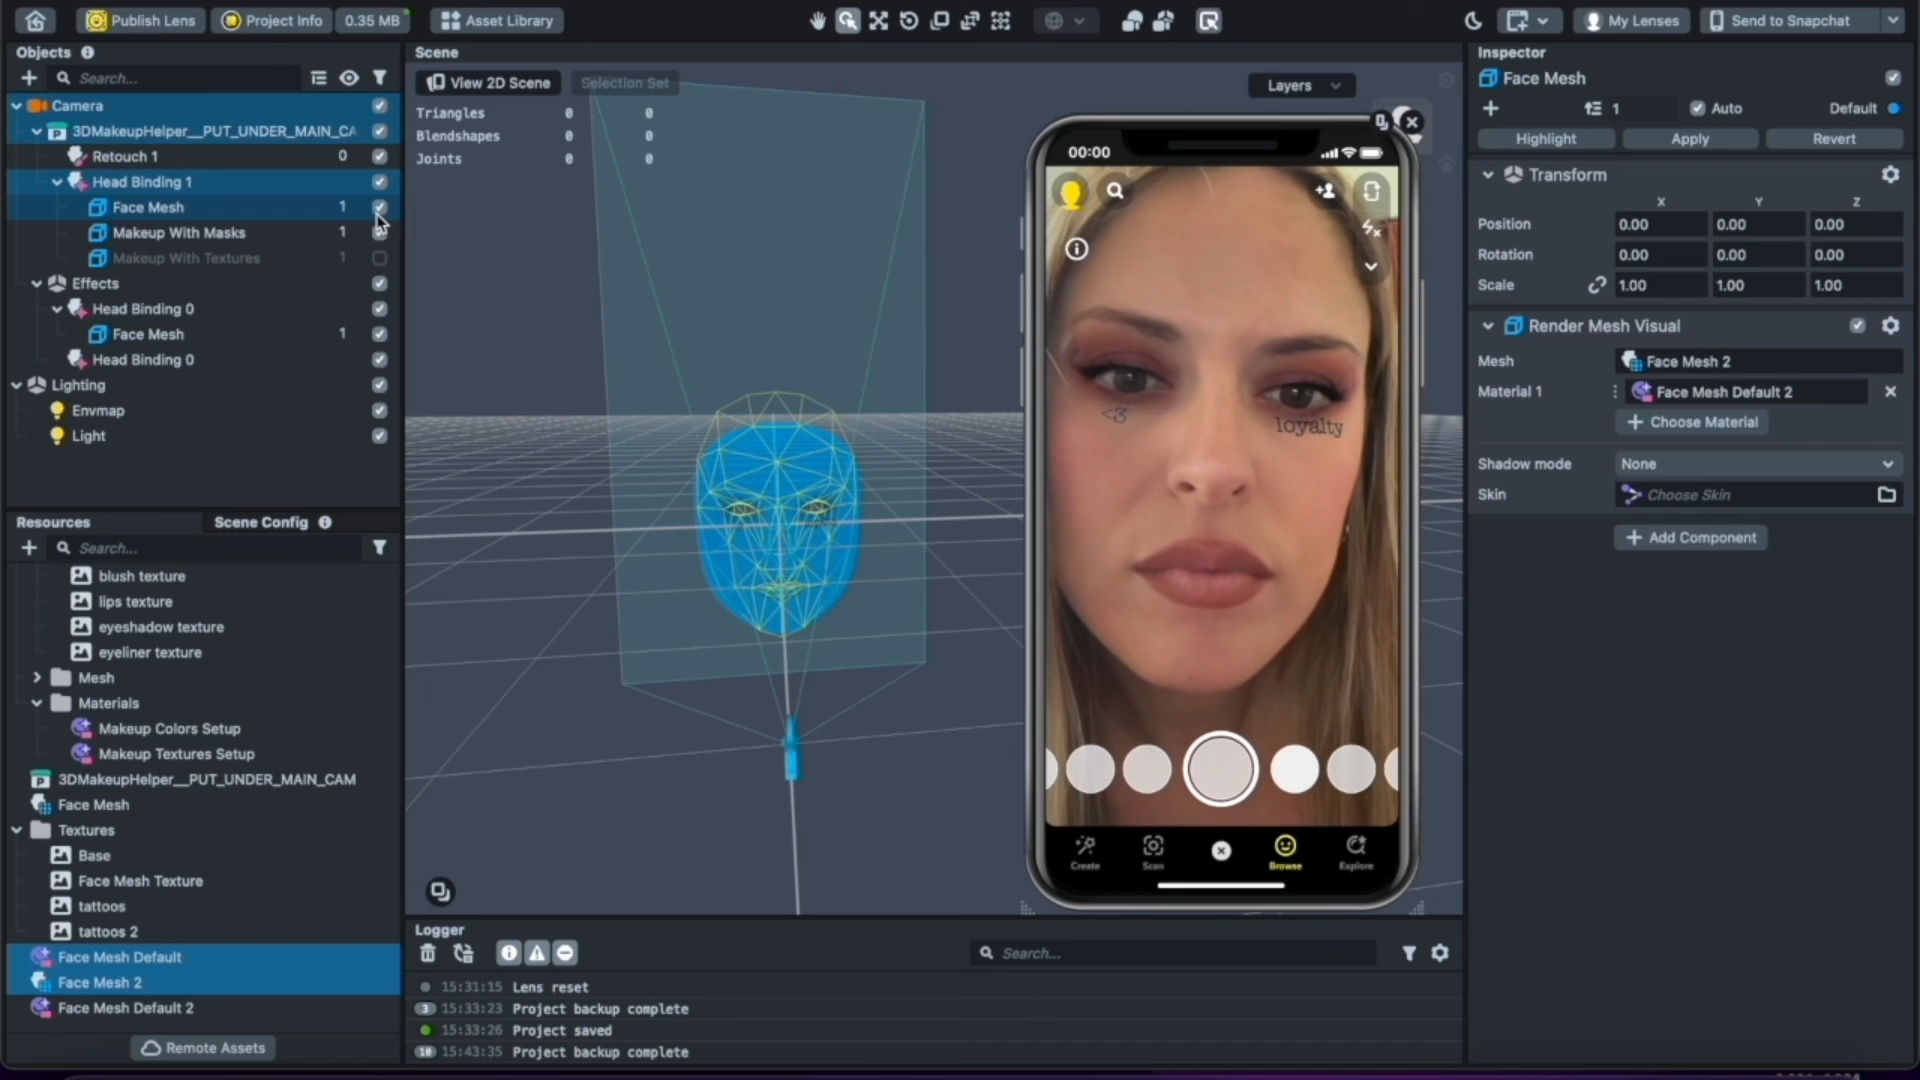 Publish Lens
Project Info
0.35 MB
Asset Library
My Lenses
Send to Snapchat
Objects
Search...
Camera
3DMakeupHelper__PUT_UNDER_MAIN_CA
Retouch 1 0
Head Binding 1
Face Mesh 1
Makeup With Masks 1
Makeup With Textures 1
Effects
Head Binding 0
Face Mesh 1
Head Binding 0
Lighting
Envmap
Light
Resources
Scene Config
Search...
blush texture
lips texture
eyeshadow texture
eyeliner texture
Mesh
Materials
Makeup Colors Setup
Makeup Textures Setup
3DMakeupHelper__PUT_UNDER_MAIN_CAM
Face Mesh
Textures
Base
Face Mesh Texture
tattoos
tattoos 2
Face Mesh Default
Face Mesh 2
Face Mesh Default 2
Remote Assets
Scene
View 2D Scene
Selection Set
Layers
Triangles 0 0
Blendshapes 0 0
Joints 0 0
00:00
<3
loyalty
Create
Scan
Browse
Explore
Logger
Search...
15:31:15 Lens reset
3 15:33:23 Project backup complete
15:33:26 Project saved
10 15:43:35 Project backup complete
Inspector
Face Mesh
1
Auto
Default
Highlight
Apply
Revert
Transform
X Y Z
Position 0.00 0.00 0.00
Rotation 0.00 0.00 0.00
Scale 1.00 1.00 1.00
Render Mesh Visual
Mesh Face Mesh 2
Material 1 Face Mesh Default 2
+ Choose Material
Shadow mode None
Skin Choose Skin
+ Add Component